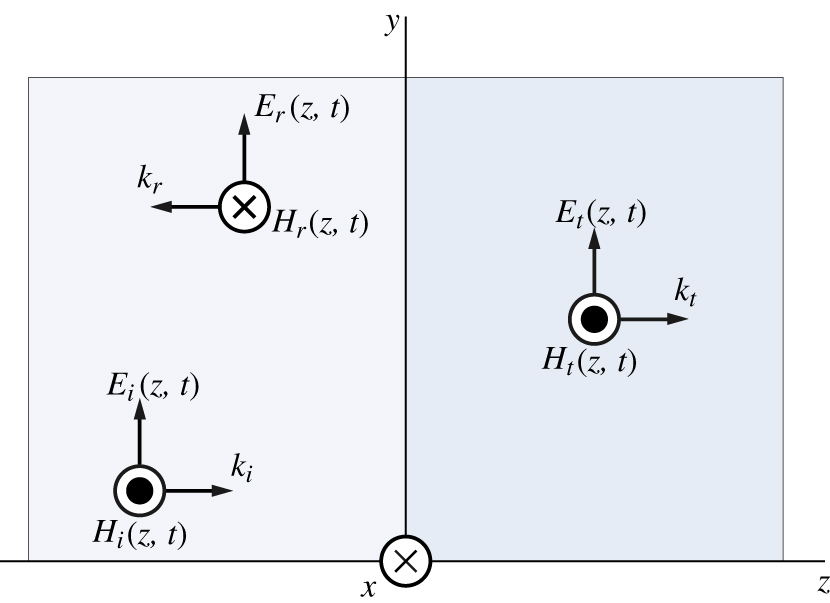 y
E_r(z, t)
k_r
H_r(z, t)
E_t(z, t)
k_t
H_t(z, t)
E_i(z, t)
k_i
H_i(z, t)
x
z